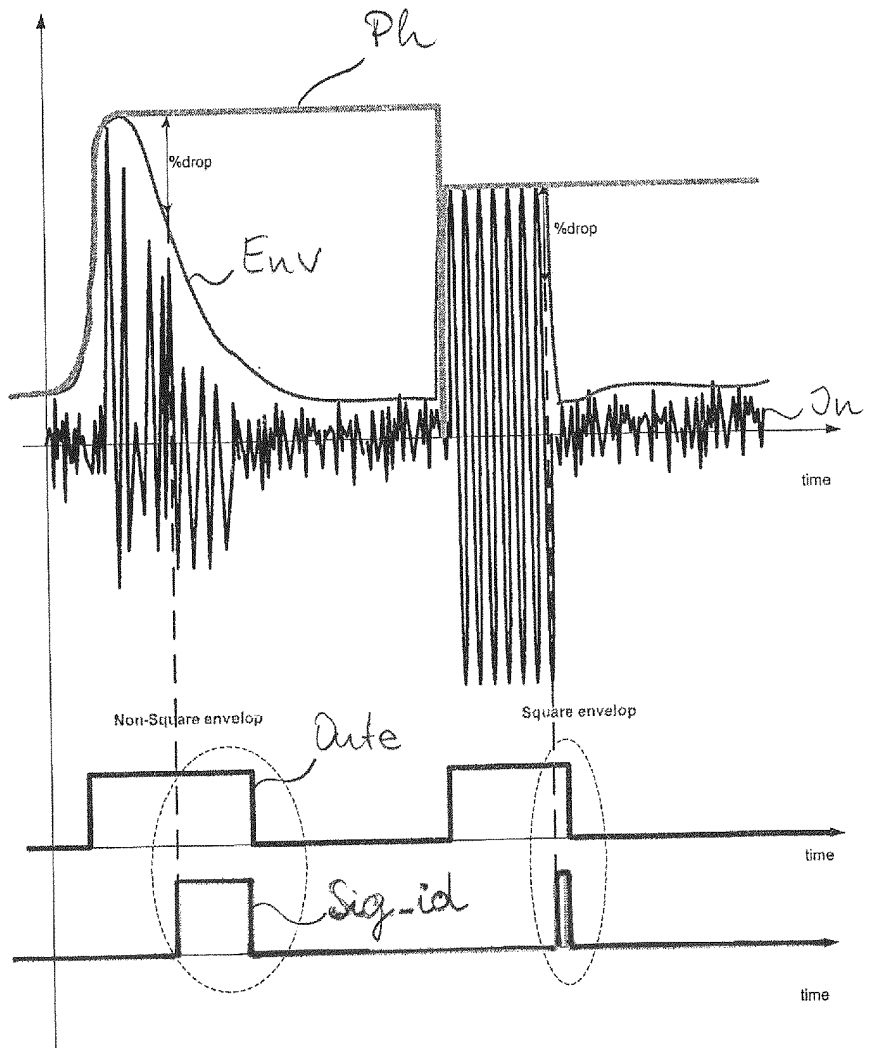 Ph
%drop
Env
%drop
In
time
Non-Square envelop
Square envelop
Oute
time
Sig_id
time